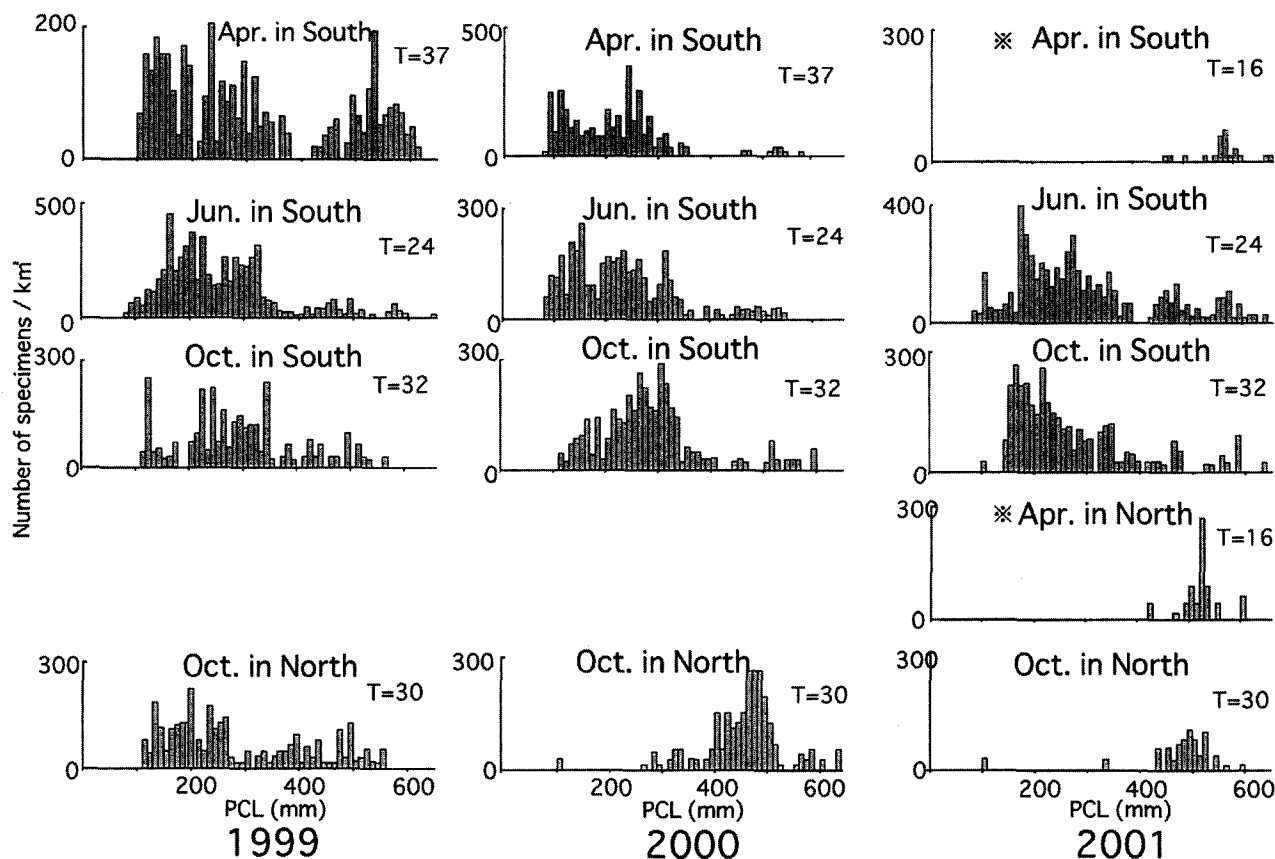 Number of specimens / km²
200
Apr. in South
T=37
0
500
Apr. in South
T=37
0
300
※ Apr. in South
T=16
0
500
Jun. in South
T=24
0
300
Jun. in South
T=24
0
400
Jun. in South
T=24
0
300
Oct. in South
T=32
0
300
Oct. in South
T=32
0
300
Oct. in South
T=32
0
300
※ Apr. in North
T=16
0
300
Oct. in North
T=30
0
300
Oct. in North
T=30
0
300
Oct. in North
T=30
0
200 400 600
PCL (mm)
1999
200 400 600
PCL (mm)
2000
200 400 600
PCL (mm)
2001